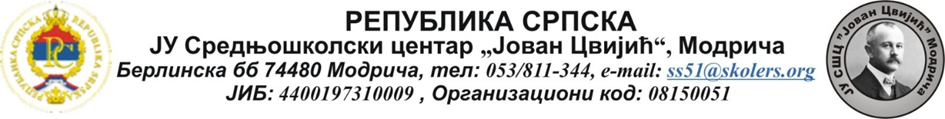 РЕПУБЛИКА СРПСКА
ЈУ Средњошколски центар „Јован Цвијић“, Модрича
Берлинска бб 74480 Модрича, тел: 053/811-344, e-mail: ss51@skolers.org
ЈИБ: 4400197310009 , Организациони код: 08150051
ЈУ СШЦ "Јован Цвијић" Модрича